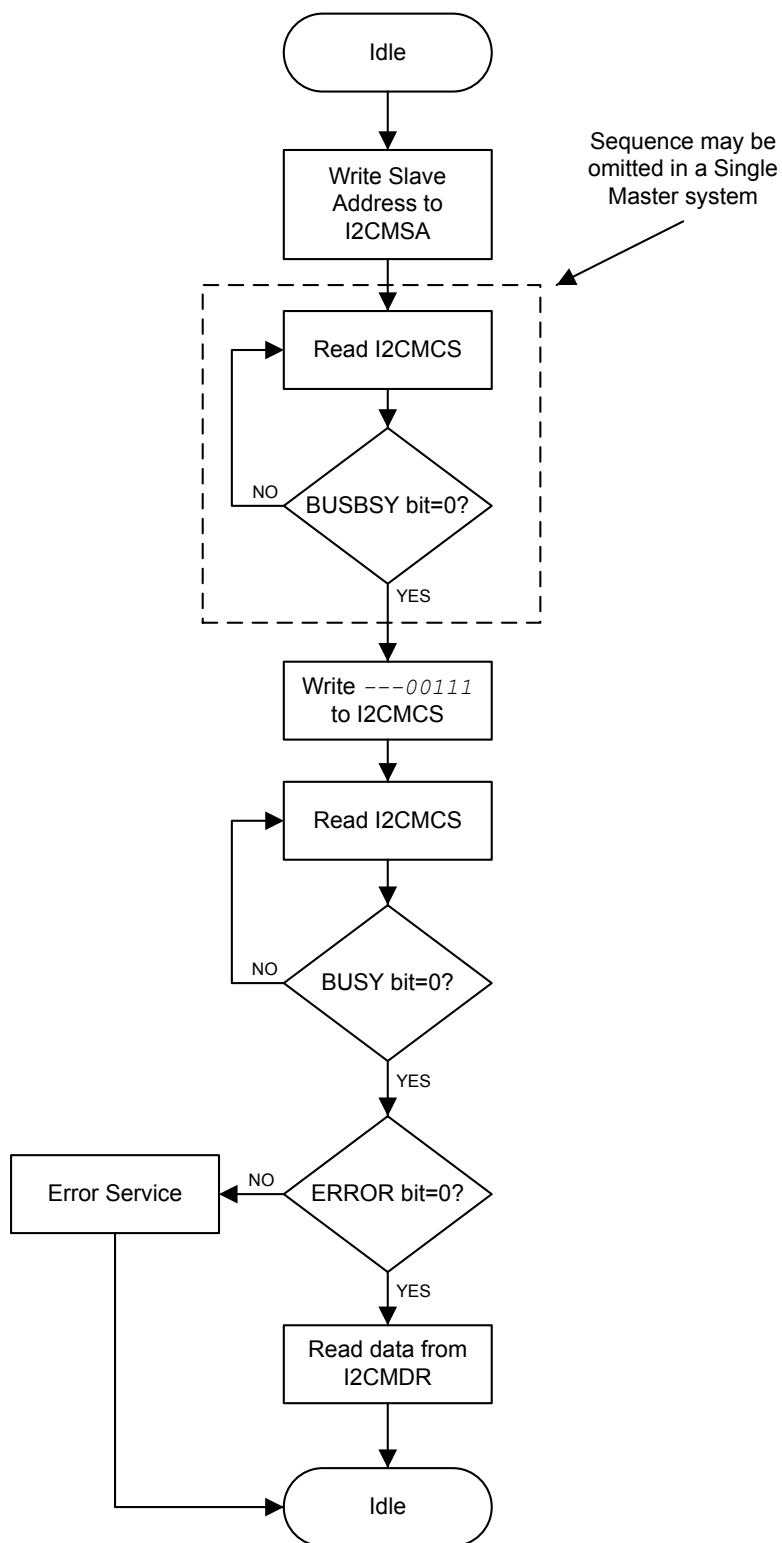 Idle
Sequence may be
omitted in a Single
Master system
Write Slave
Address to
I2CMSA
Read I2CMCS
NO
BUSBSY bit=0?
YES
Write ---00111
to I2CMCS
Read I2CMCS
NO
BUSY bit=0?
YES
Error Service
NO
ERROR bit=0?
YES
Read data from
I2CMDR
Idle